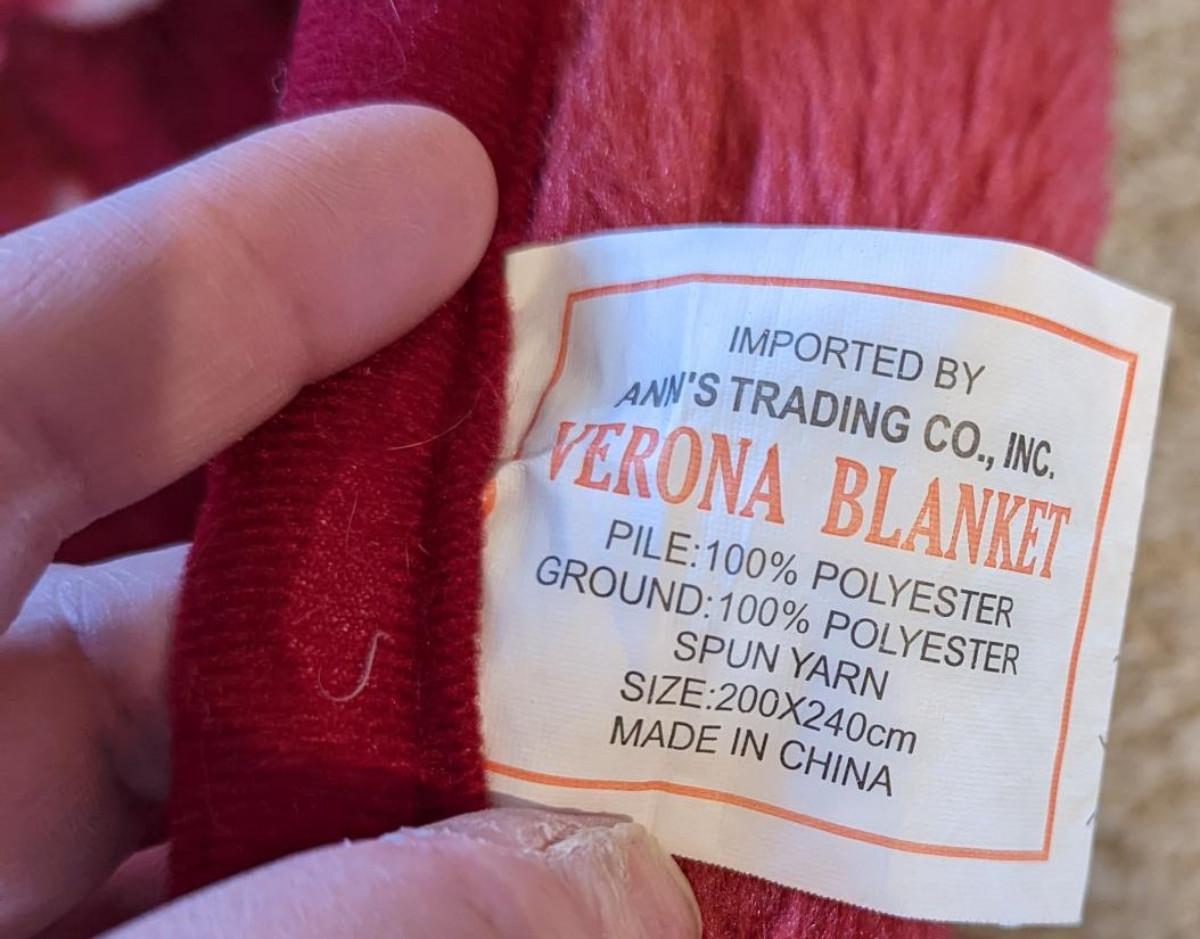 IMPORTED BY
ANN'S TRADING CO., INC.
VERONA BLANKET
PILE:100% POLYESTER
GROUND:100% POLYESTER
SPUN YARN
SIZE:200X240cm
MADE IN CHINA